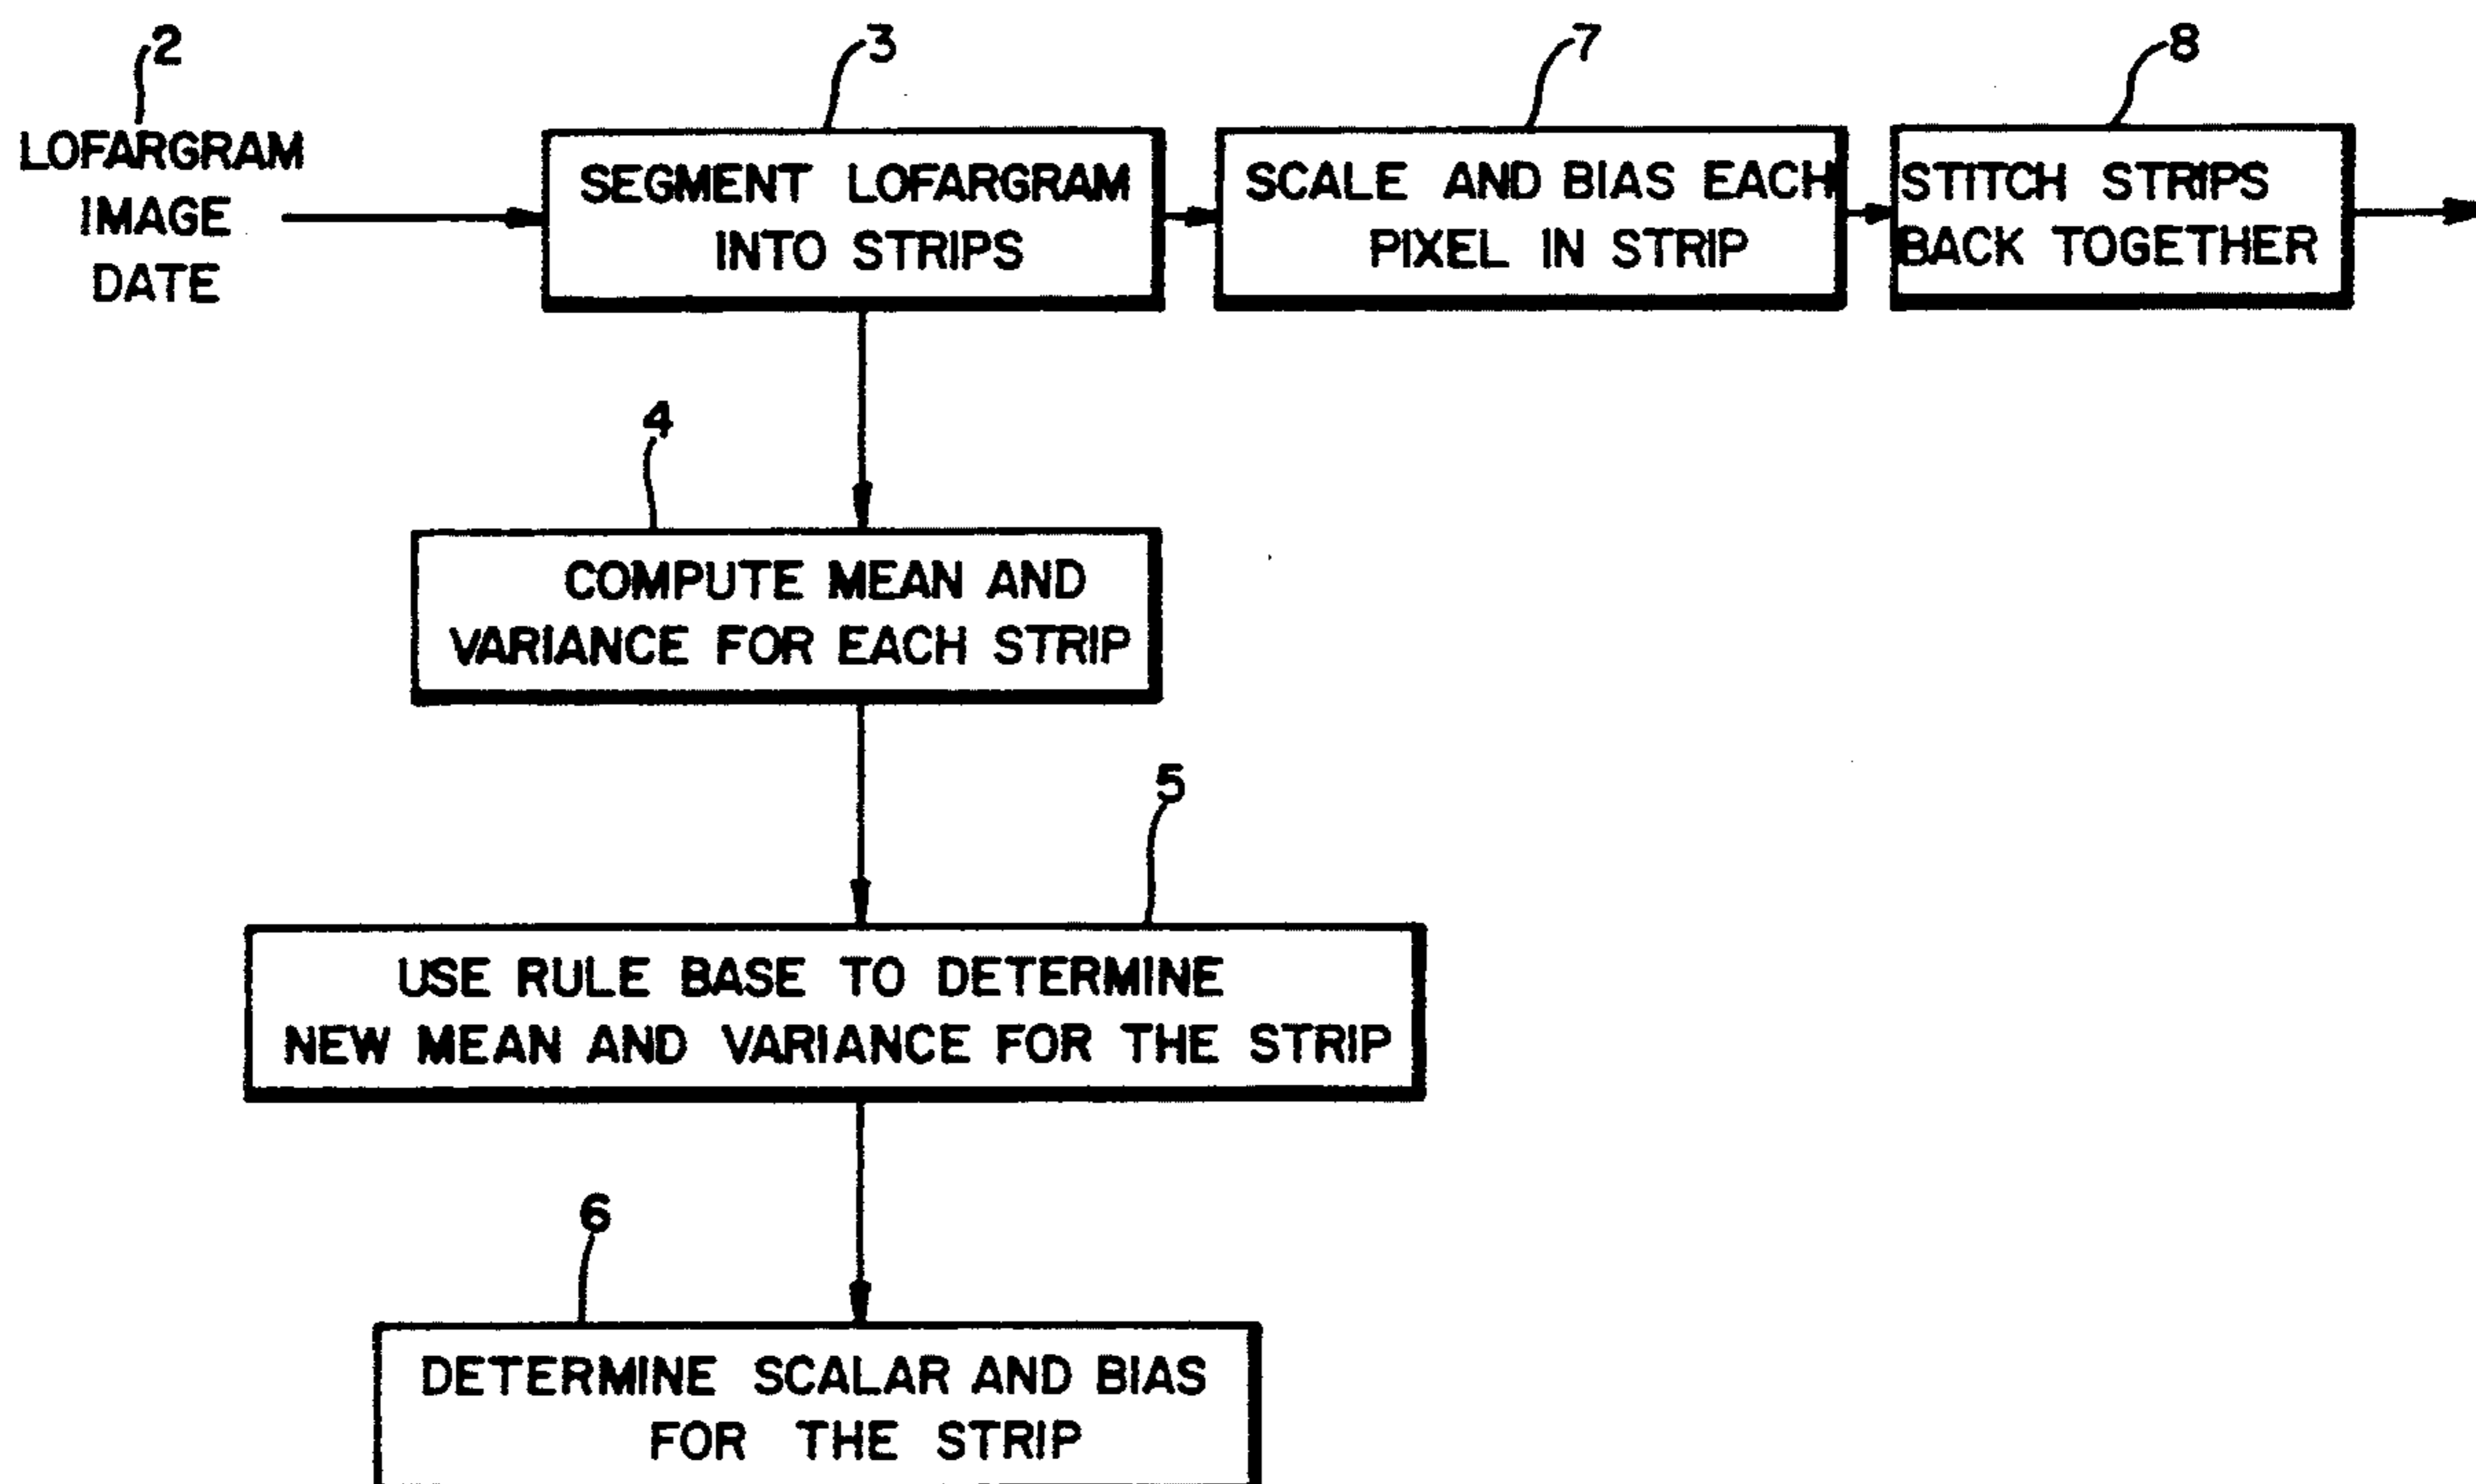 2
LOFARGRAM
IMAGE
DATE
3
SEGMENT LOFARGRAM
INTO STRIPS
7
SCALE AND BIAS EACH
PIXEL IN STRIP
8
STITCH STRIPS
BACK TOGETHER
4
COMPUTE MEAN AND
VARIANCE FOR EACH STRIP
5
USE RULE BASE TO DETERMINE
NEW MEAN AND VARIANCE FOR THE STRIP
6
DETERMINE SCALAR AND BIAS
FOR THE STRIP